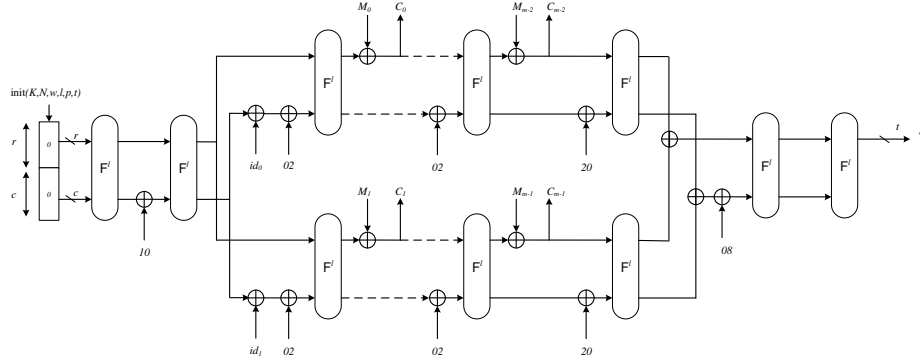 M0 C0 Mm-2 Cm-2
Fl Fl Fl
init(K,N,w,l,p,t)
r 0 r Fl Fl Fl Fl t
c 0 c
id0 02 02 20
10
M1 C1 Mm-1 Cm-1
08
Fl Fl Fl
id1 02 02 20